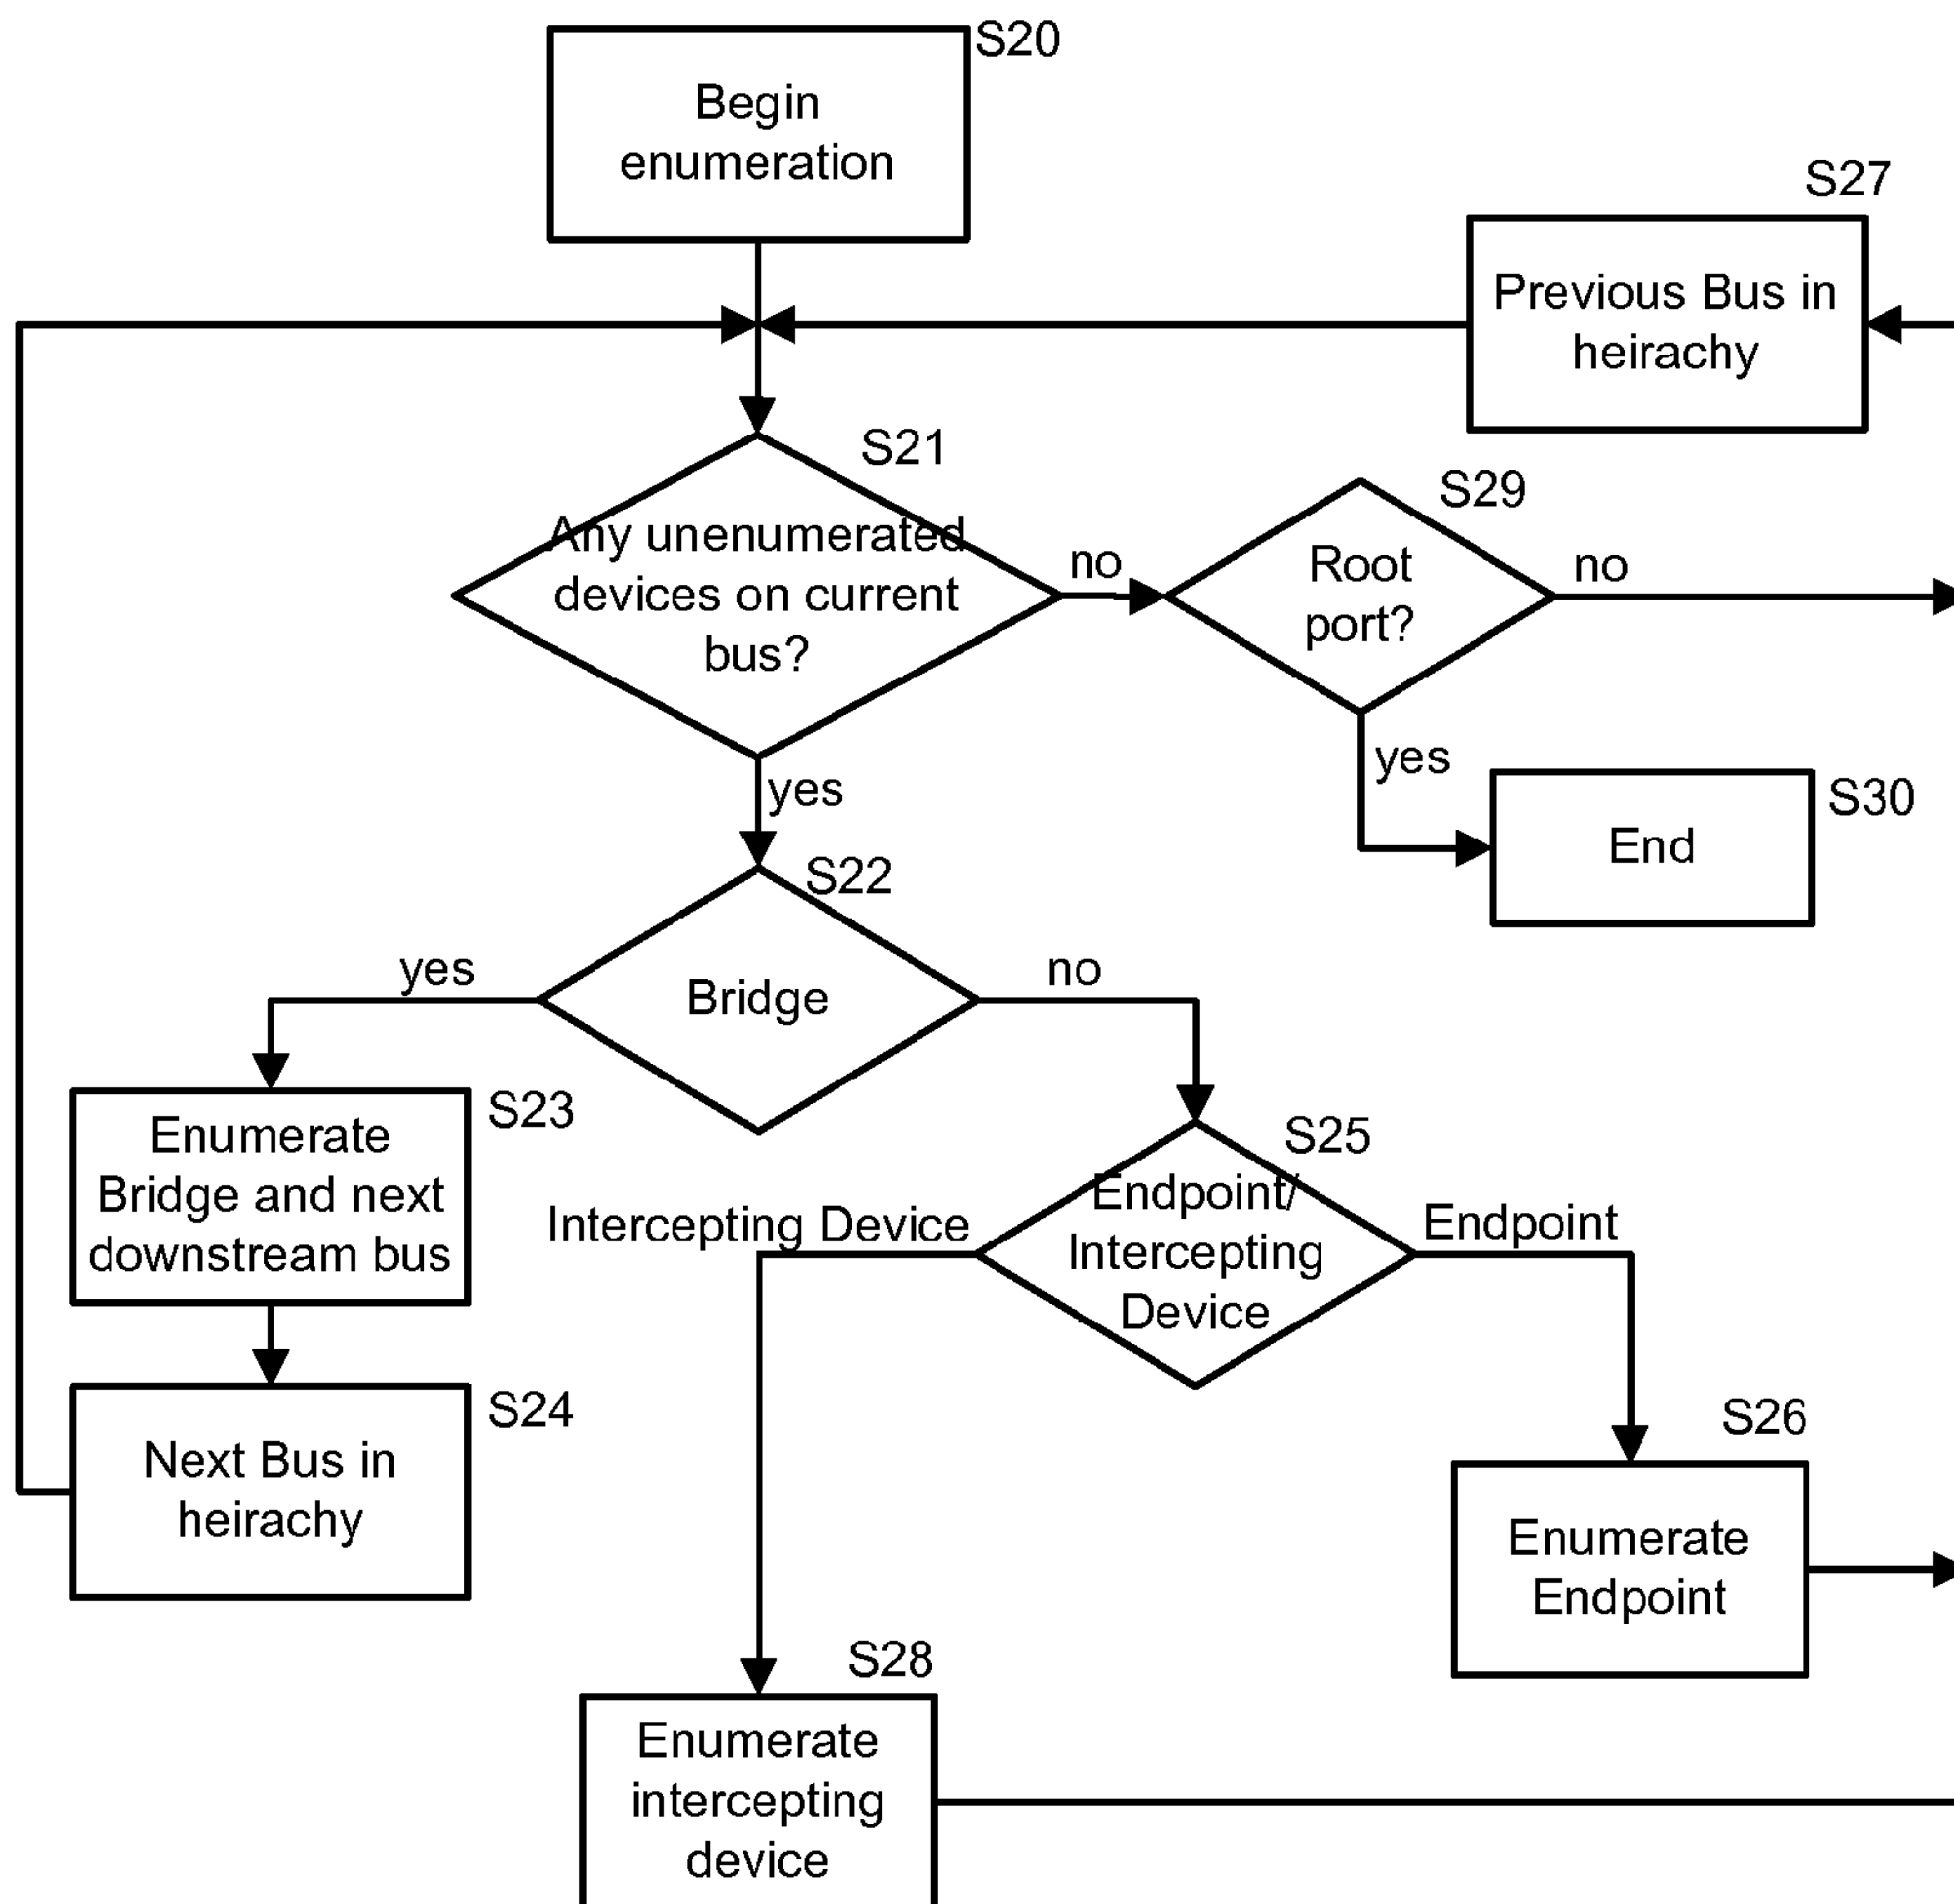 S20
Begin
enumeration
S27
Previous Bus in
heirachy
S21
Any unenumerated
devices on current
bus?
no
S29
Root
port?
no
yes
yes
S30
End
S22
Bridge
yes
no
S23
Enumerate
Bridge and next
downstream bus
S25
Endpoint/
Intercepting
Device
Intercepting Device
Endpoint
S24
Next Bus in
heirachy
S26
Enumerate
Endpoint
S28
Enumerate
intercepting
device